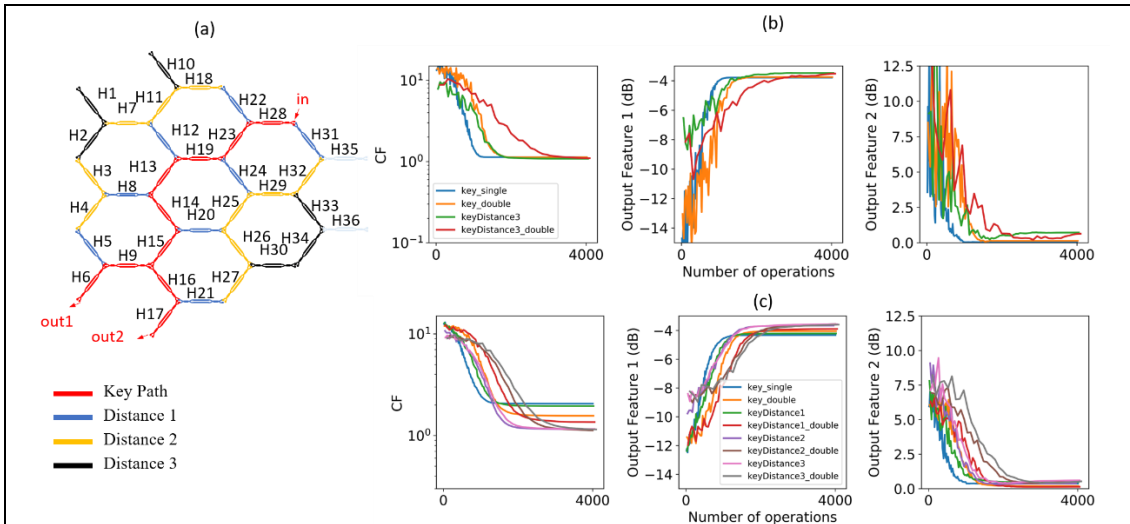 (a)
(b)
H10
H18
H1
H7
H11
H22
in
H28
H2
H12
H23
H31
H19
H35
H13
H3
H24
H32
H8
H29
H4
H14
H25
H33
H20
H36
H5
H15
H26
H34
H9
H30
H6
H16
H27
H21
out1
H17
out2
Key Path
Distance 1
Distance 2
Distance 3
CF
10¹
10⁰
10⁻¹
0
4000
key_single
key_double
keyDistance3
keyDistance3_double
Output Feature 1 (dB)
−4
−6
−8
−10
−12
−14
0
4000
Number of operations
Output Feature 2 (dB)
12.5
10.0
7.5
5.0
2.5
0.0
0
4000
(c)
CF
10¹
10⁰
0
4000
Output Feature 1 (dB)
−4
−6
−8
−10
−12
−14
key_single
key_double
keyDistance1
keyDistance1_double
keyDistance2
keyDistance2_double
keyDistance3
keyDistance3_double
0
4000
Number of operations
Output Feature 2 (dB)
12.5
10.0
7.5
5.0
2.5
0.0
0
4000